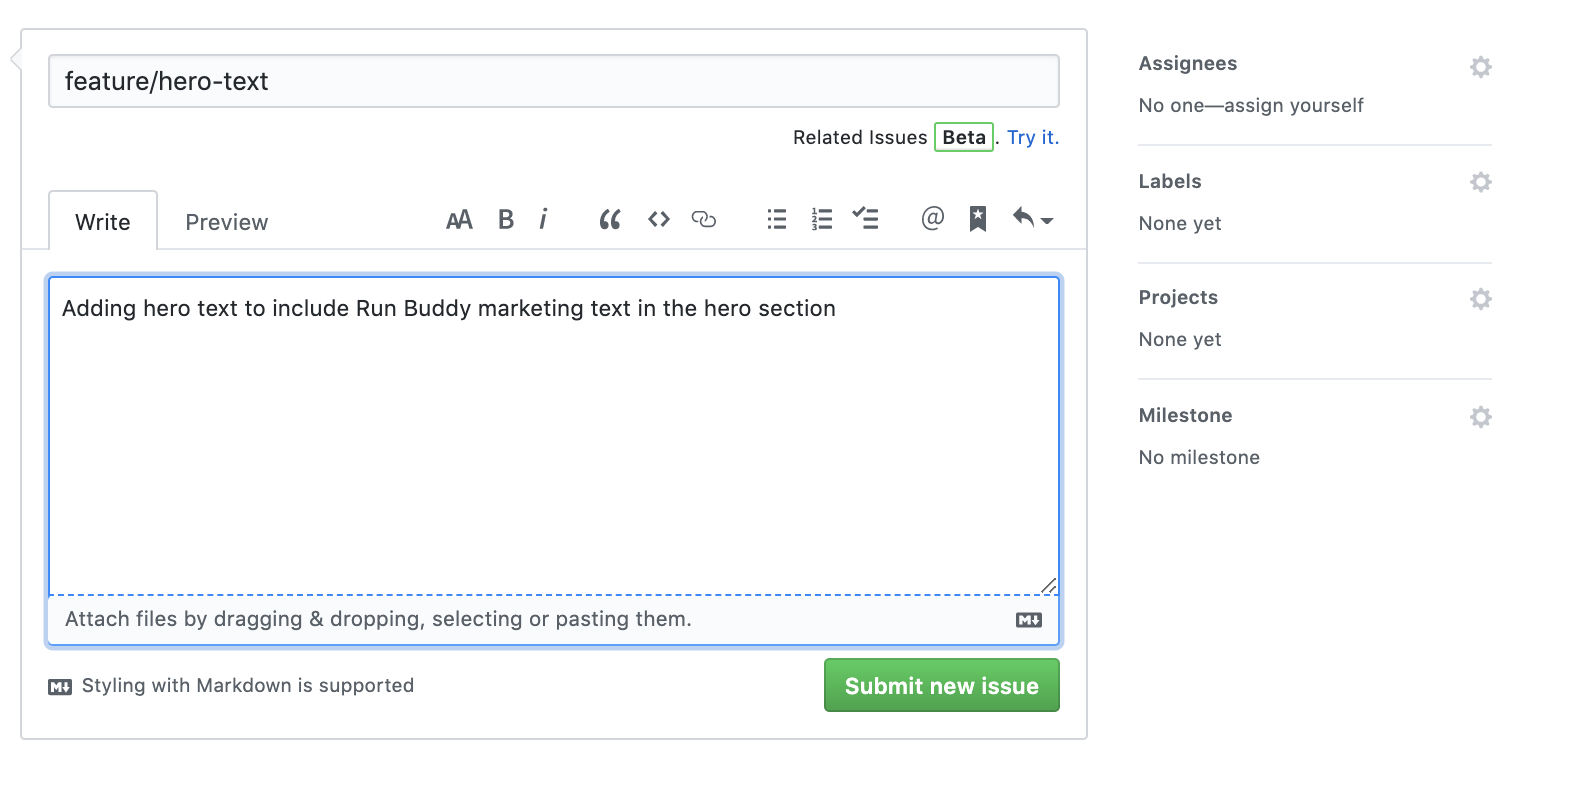 feature/hero-text
Related Issues Beta. Try it.
Write Preview
Adding hero text to include Run Buddy marketing text in the hero section
Attach files by dragging & dropping, selecting or pasting them.
Styling with Markdown is supported
Submit new issue
Assignees
No one—assign yourself
Labels
None yet
Projects
None yet
Milestone
No milestone